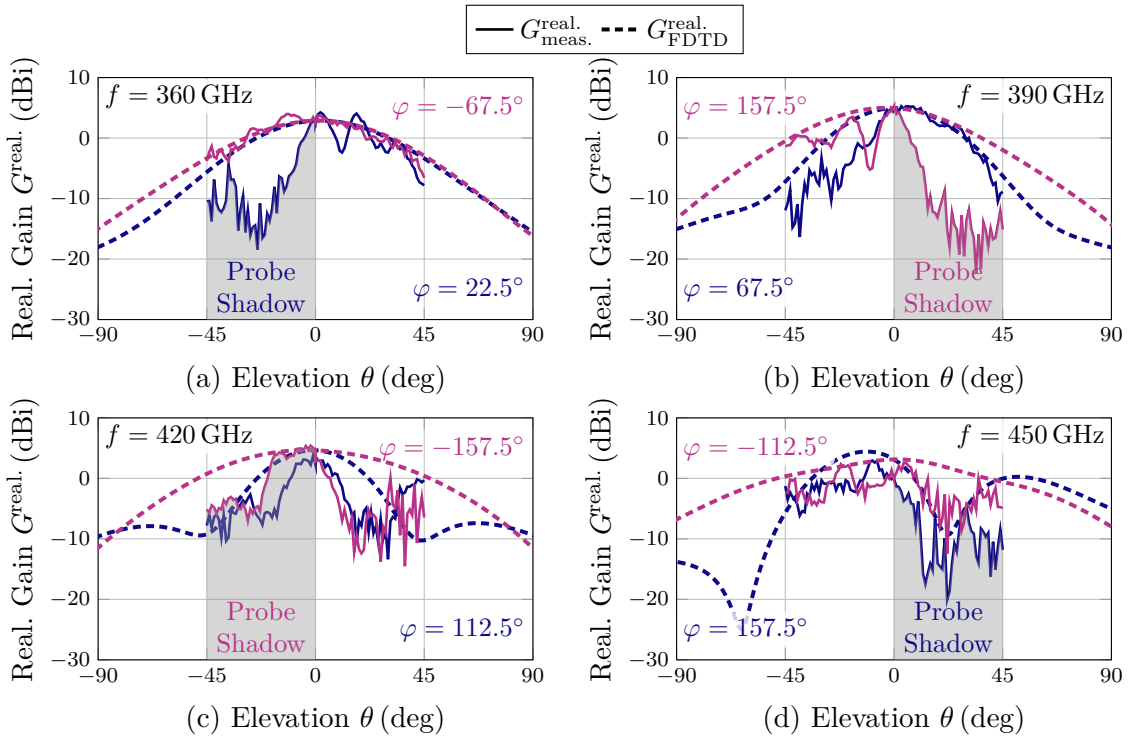 G^real._meas. G^real._FDTD
Real. Gain G^real. (dBi)
10
0
−10
−20
−30
f = 360 GHz
φ = −67.5°
Probe
Shadow
φ = 22.5°
−90 −45 0 45 90
(a) Elevation θ (deg)
Real. Gain G^real. (dBi)
10
0
−10
−20
−30
φ = 157.5°
f = 390 GHz
Probe
Shadow
φ = 67.5°
−90 −45 0 45 90
(b) Elevation θ (deg)
Real. Gain G^real. (dBi)
10
0
−10
−20
−30
f = 420 GHz
φ = −157.5°
Probe
Shadow
φ = 112.5°
−90 −45 0 45 90
(c) Elevation θ (deg)
Real. Gain G^real. (dBi)
10
0
−10
−20
−30
φ = −112.5°
f = 450 GHz
Probe
Shadow
φ = 157.5°
−90 −45 0 45 90
(d) Elevation θ (deg)